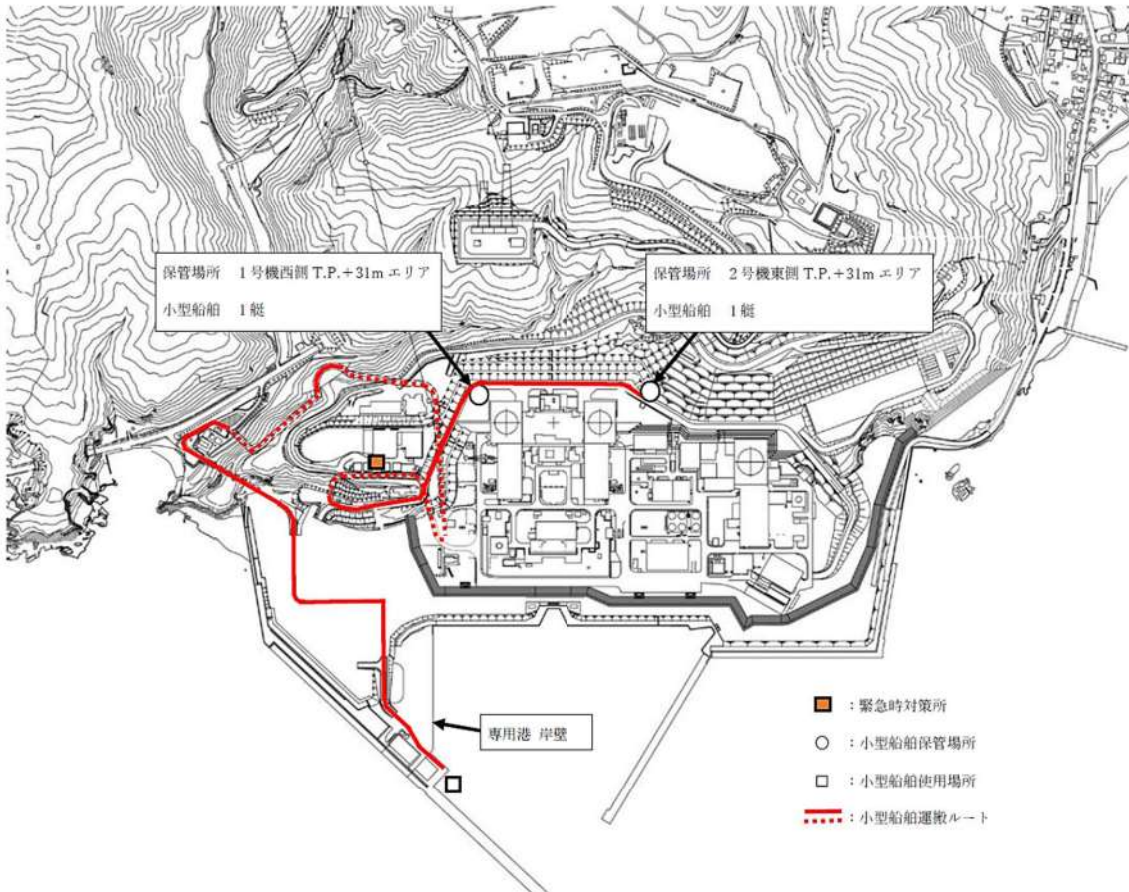 保管場所 1号機西側 T.P.+31m エリア
小型船舶 1艇
保管場所 2号機東側 T.P.+31m エリア
小型船舶 1艇
専用港 岸壁
：緊急時対策所
：小型船舶保管場所
：小型船舶使用場所
：小型船舶運搬ルート